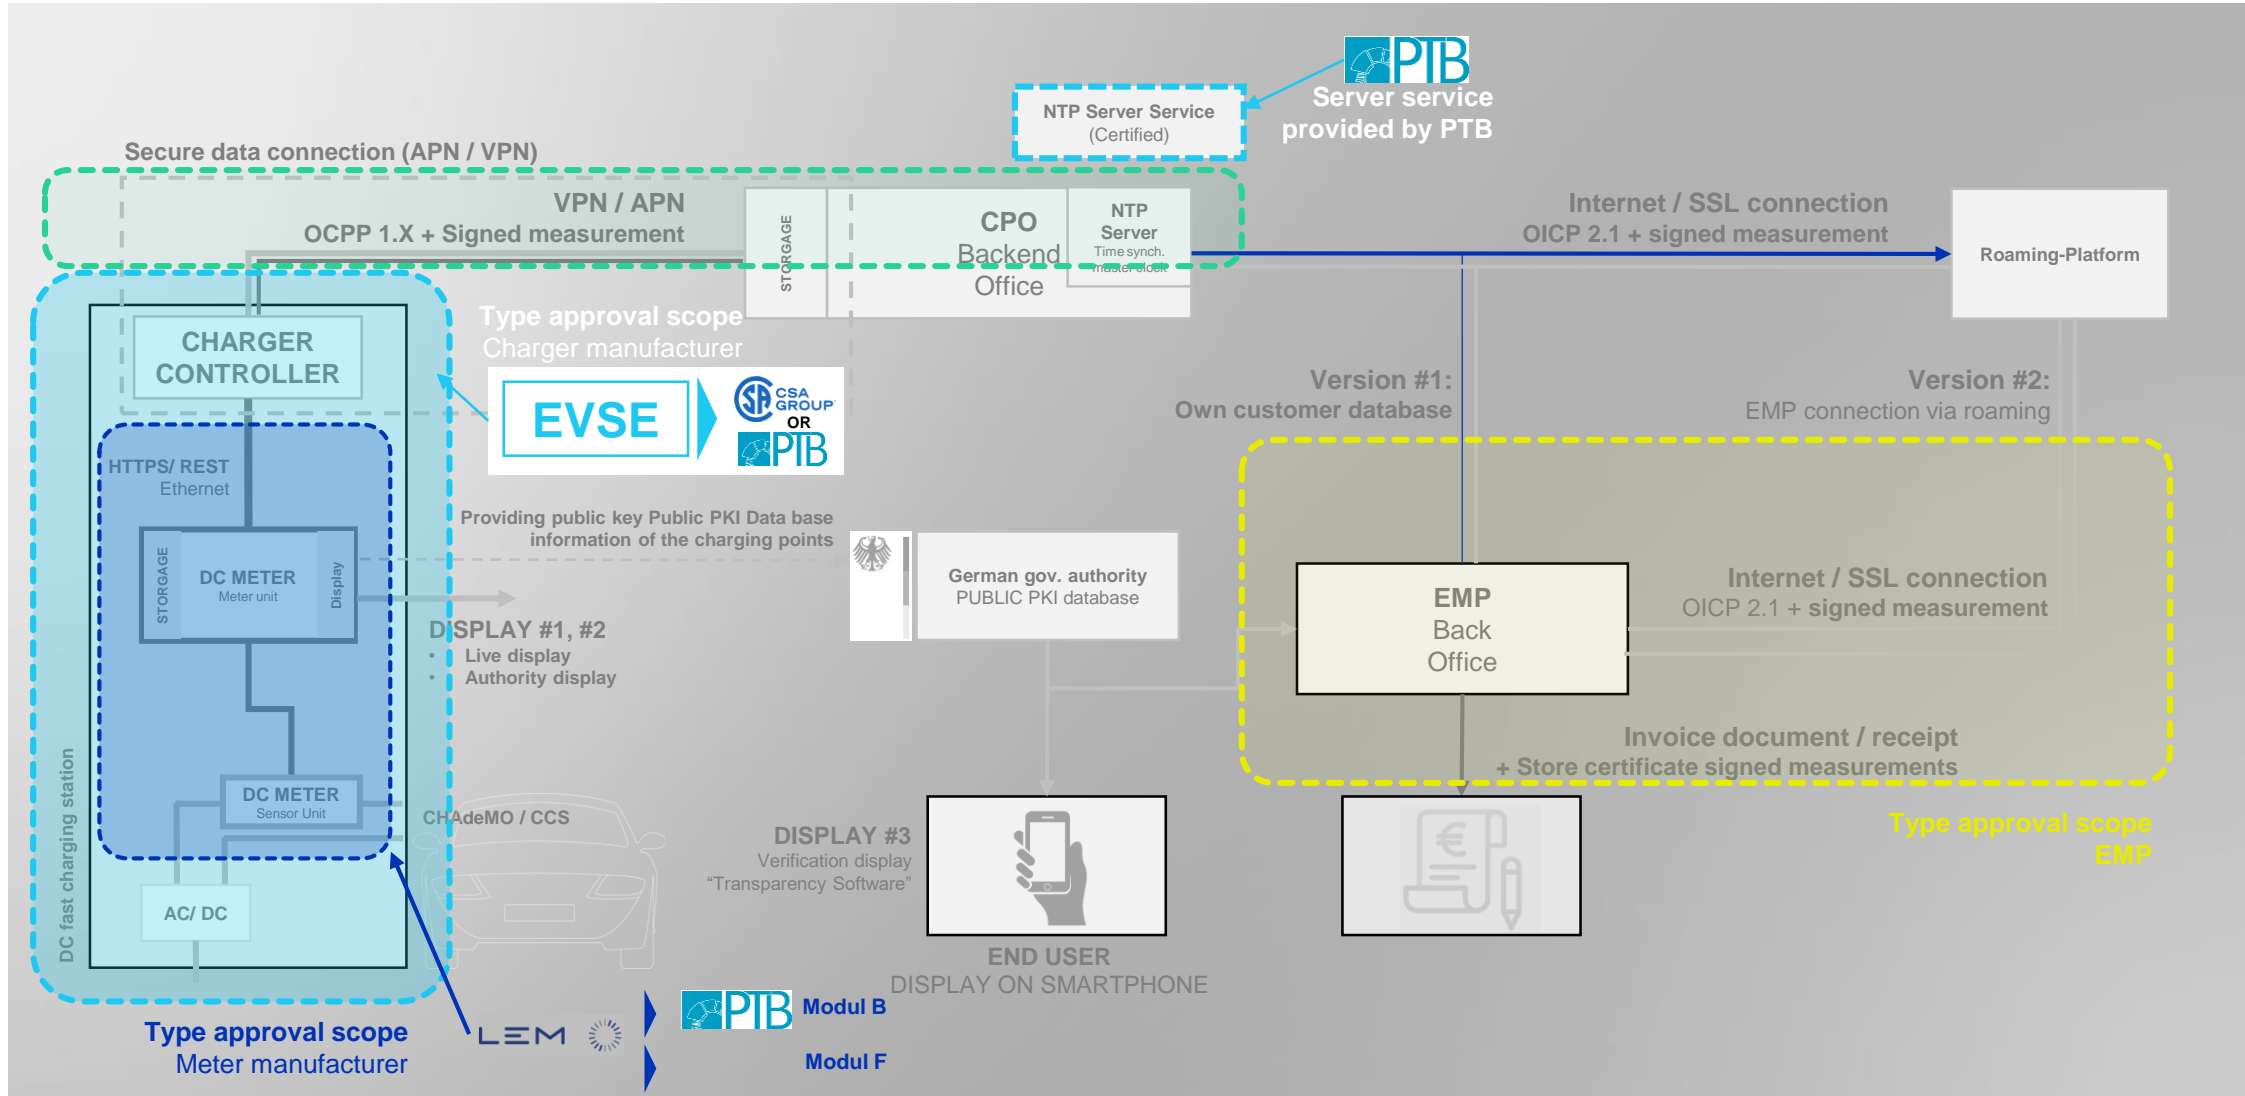 PTB
Server service
provided by PTB
NTP Server Service
(Certified)
Secure data connection (APN / VPN)
VPN / APN
OCPP 1.X + Signed measurement
STORGAGE
CPO
Backend
Office
NTP
Server
Time synch.
master clock
Internet / SSL connection
OICP 2.1 + signed measurement
Roaming-Platform
CHARGER
CONTROLLER
Type approval scope
Charger manufacturer
EVSE
CSA
GROUP
OR
PTB
Version #1:
Own customer database
Version #2:
EMP connection via roaming
HTTPS/ REST
Ethernet
STORGAGE
DC METER
Meter unit
Display
Providing public key Public PKI Data base
information of the charging points
German gov. authority
PUBLIC PKI database
DISPLAY #1, #2
• Live display
• Authority display
EMP
Back
Office
Internet / SSL connection
OICP 2.1 + signed measurement
Invoice document / receipt
+ Store certificate signed measurements
DC fast charging station
DC METER
Sensor Unit
CHAdeMO / CCS
AC/ DC
DISPLAY #3
Verification display
“Transparency Software”
€
Type approval scope
EMP
END USER
DISPLAY ON SMARTPHONE
Type approval scope
Meter manufacturer
LEM
PTB
Modul B
Modul F